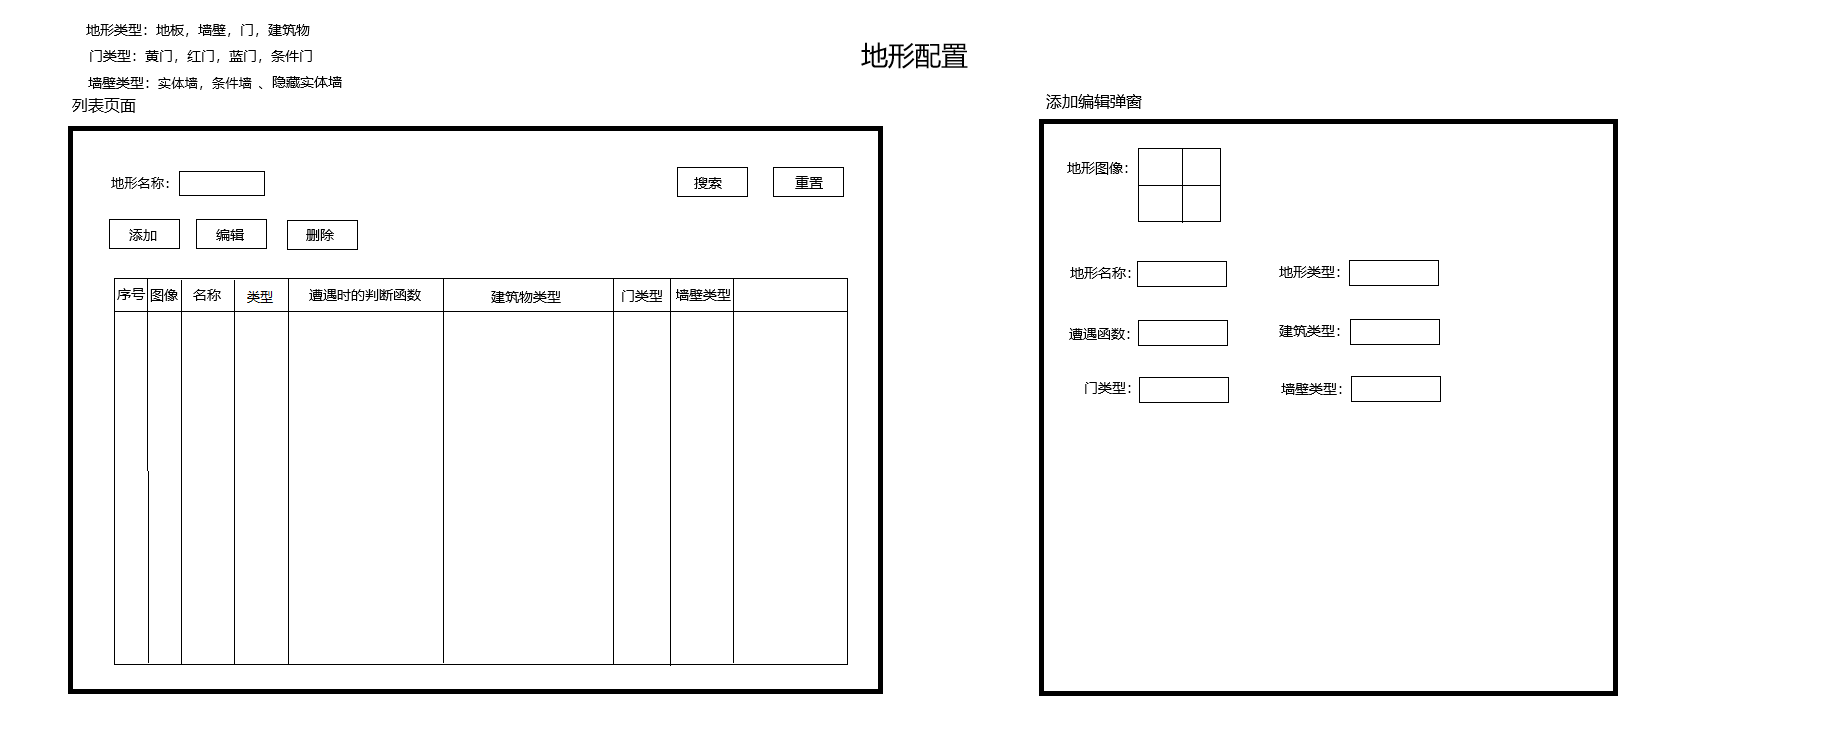 地形类型：地板，墙壁，门，建筑物
门类型：黄门，红门，蓝门，条件门
墙壁类型：实体墙，条件墙 、隐藏实体墙
地形配置
列表页面
地形名称：
搜索
重置
添加
编辑
删除
序号 图像 名称 类型 遭遇时的判断函数 建筑物类型 门类型 墙壁类型
添加编辑弹窗
地形图像：
地形名称： 地形类型：
遭遇函数： 建筑类型：
门类型： 墙壁类型：